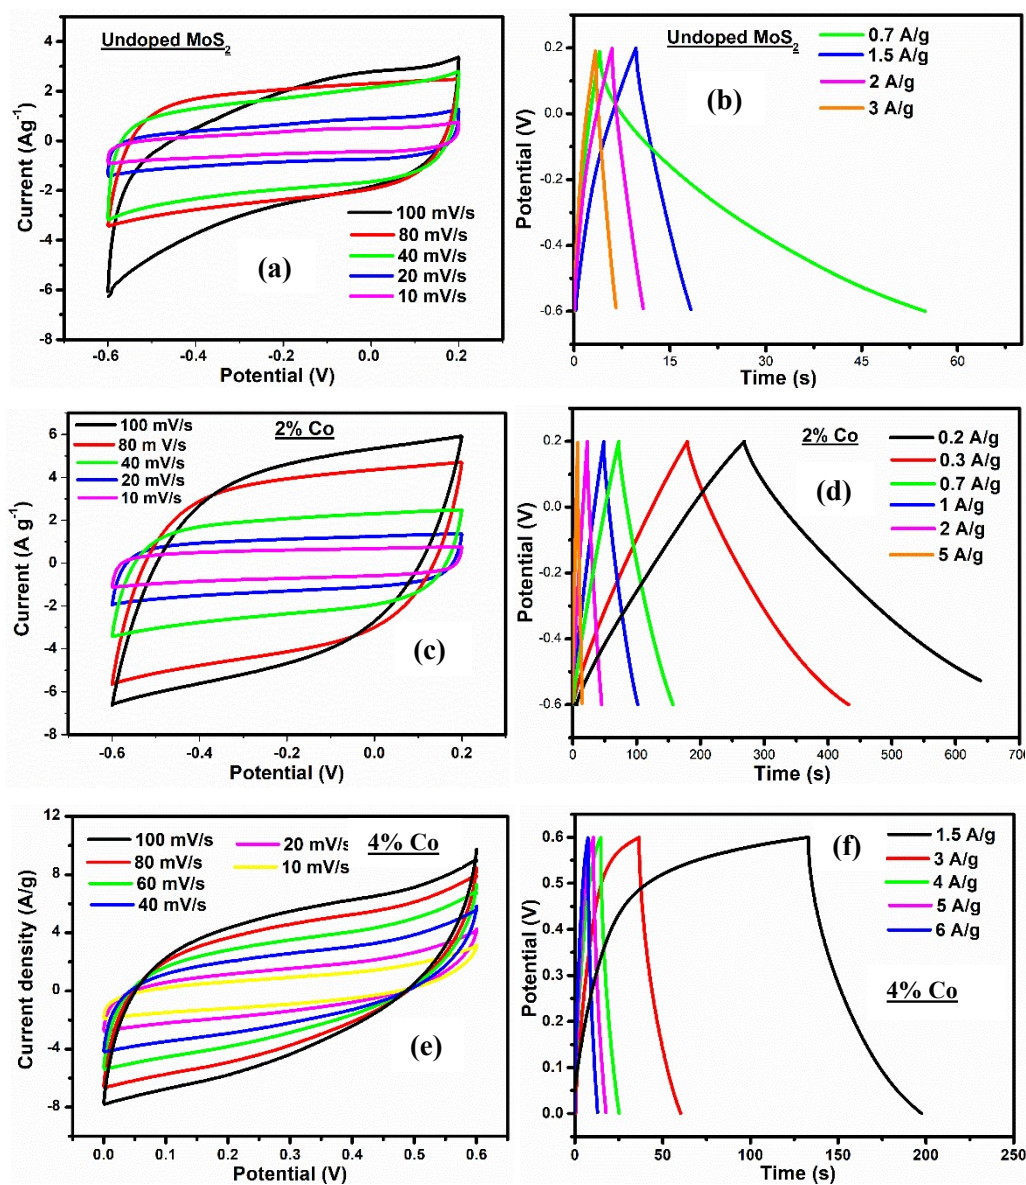 Undoped MoS2
Current (Ag-1)
4
2
0
-2
-4
-6
-8
100 mV/s
80 mV/s
40 mV/s
20 mV/s
10 mV/s
(a)
-0.6 -0.4 -0.2 0.0 0.2
Potential (V)
Undoped MoS2
0.7 A/g
1.5 A/g
2 A/g
3 A/g
(b)
Potential (V)
0.2
0.0
-0.2
-0.4
-0.6
0 15 30 45 60
Time (s)
100 mV/s
80 m V/s
40 mV/s
20 mV/s
10 mV/s
2% Co
Current (A g-1)
6
4
2
0
-2
-4
-6
-8
(c)
-0.6 -0.4 -0.2 0.0 0.2
Potential (V)
2% Co
0.2 A/g
0.3 A/g
0.7 A/g
1 A/g
2 A/g
5 A/g
(d)
Potential (V)
0.2
0.0
-0.2
-0.4
-0.6
0 100 200 300 400 500 600 700
Time (s)
100 mV/s
80 mV/s
60 mV/s
40 mV/s
20 mV/s
10 mV/s
4% Co
Current density (A/g)
12
8
4
0
-4
-8
(e)
0.0 0.1 0.2 0.3 0.4 0.5 0.6
Potential (V)
(f)
1.5 A/g
3 A/g
4 A/g
5 A/g
6 A/g
4% Co
Potential (V)
0.6
0.5
0.4
0.3
0.2
0.1
0.0
0 50 100 150 200 250
Time (s)